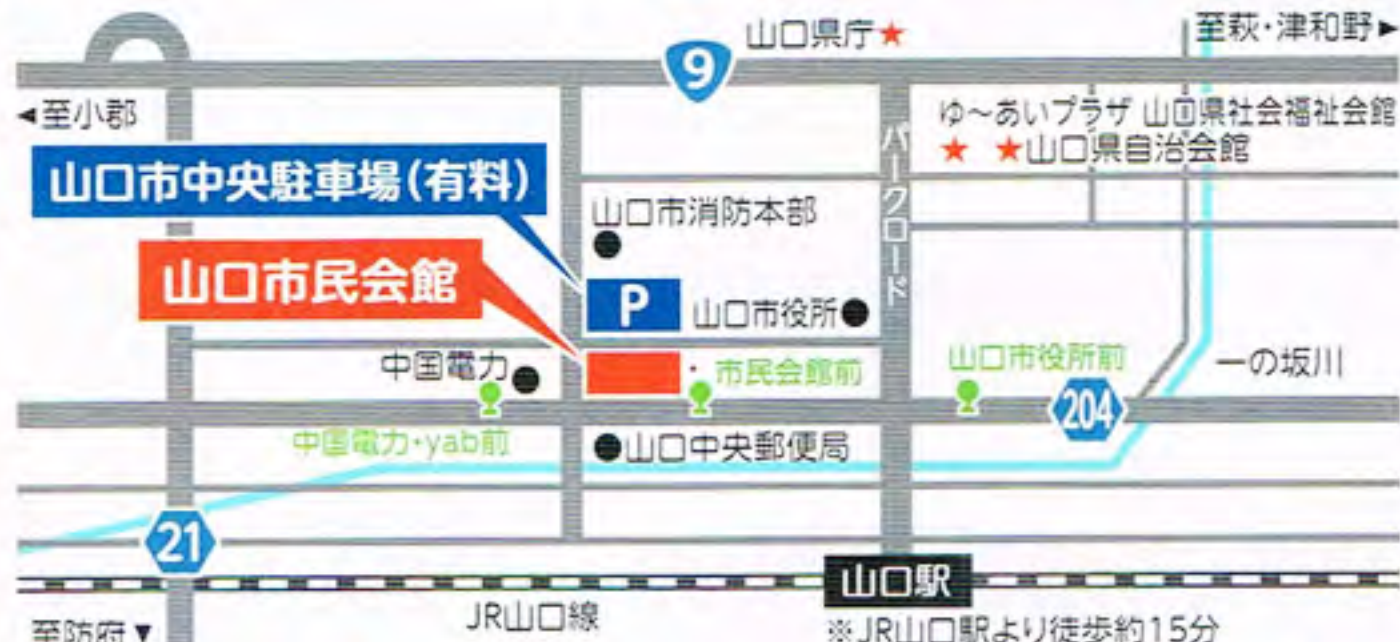 山口県庁★
至萩・津和野▶
9
◀至小郡
ゆ〜あいプラザ 山口県社会福祉会館
★ ★山口県自治会館
パークロード
山口市中央駐車場(有料)
山口市消防本部
山口市民会館
P
山口市役所
中国電力
市民会館前
山口市役所前
一の坂川
204
中国電力・yab前
山口中央郵便局
21
山口駅
JR山口線
至防府▼
※JR山口駅より徒歩約15分